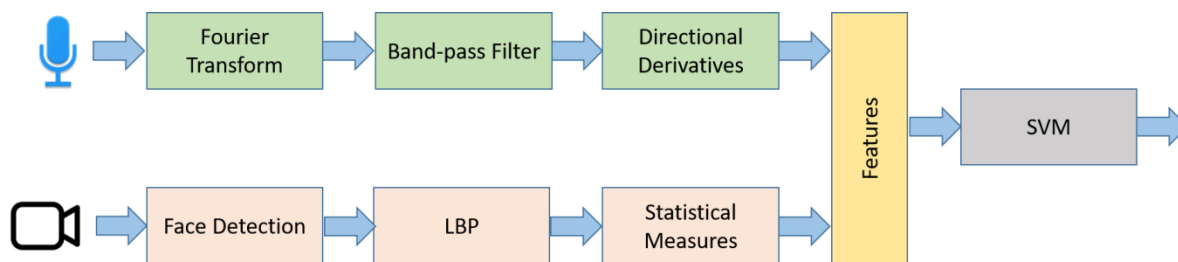 Fourier
Transform
Band-pass Filter
Directional
Derivatives
Features
SVM
Face Detection
LBP
Statistical
Measures